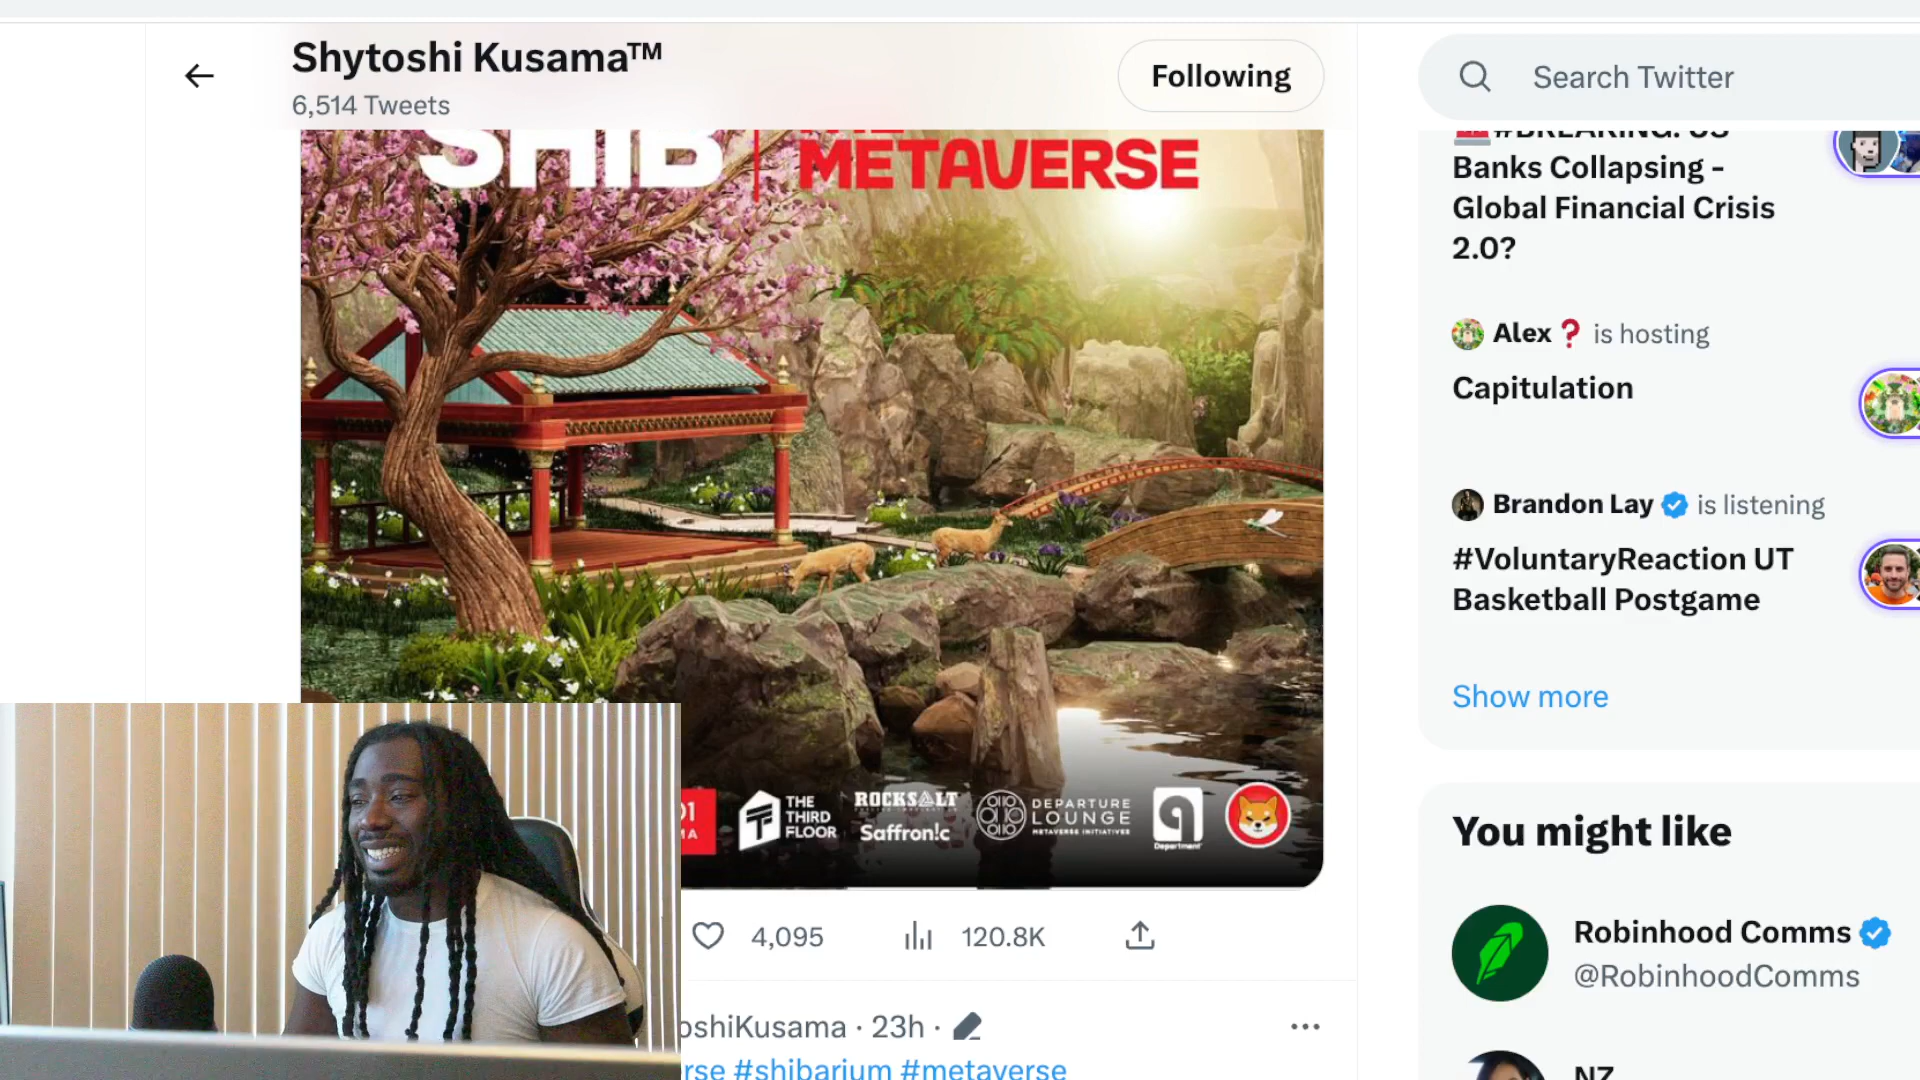 Shytoshi Kusama™
6,514 Tweets
Following
Search Twitter
SHIB
METAVERSE
#BREAKING: US
Banks Collapsing -
Global Financial Crisis
2.0?
Alex❓ is hosting
Capitulation
Brandon Lay is listening
#VoluntaryReaction UT
Basketball Postgame
Show more
THE
THIRD
FLOOR
ROCKSALT
Saffron!c
DEPARTURE
LOUNGE
METAVERSE INITIATIVES
Department
4,095
120.8K
You might like
Robinhood Comms
@RobinhoodComms
oshiKusama · 23h ·
rse #shibarium #metaverse
NZ